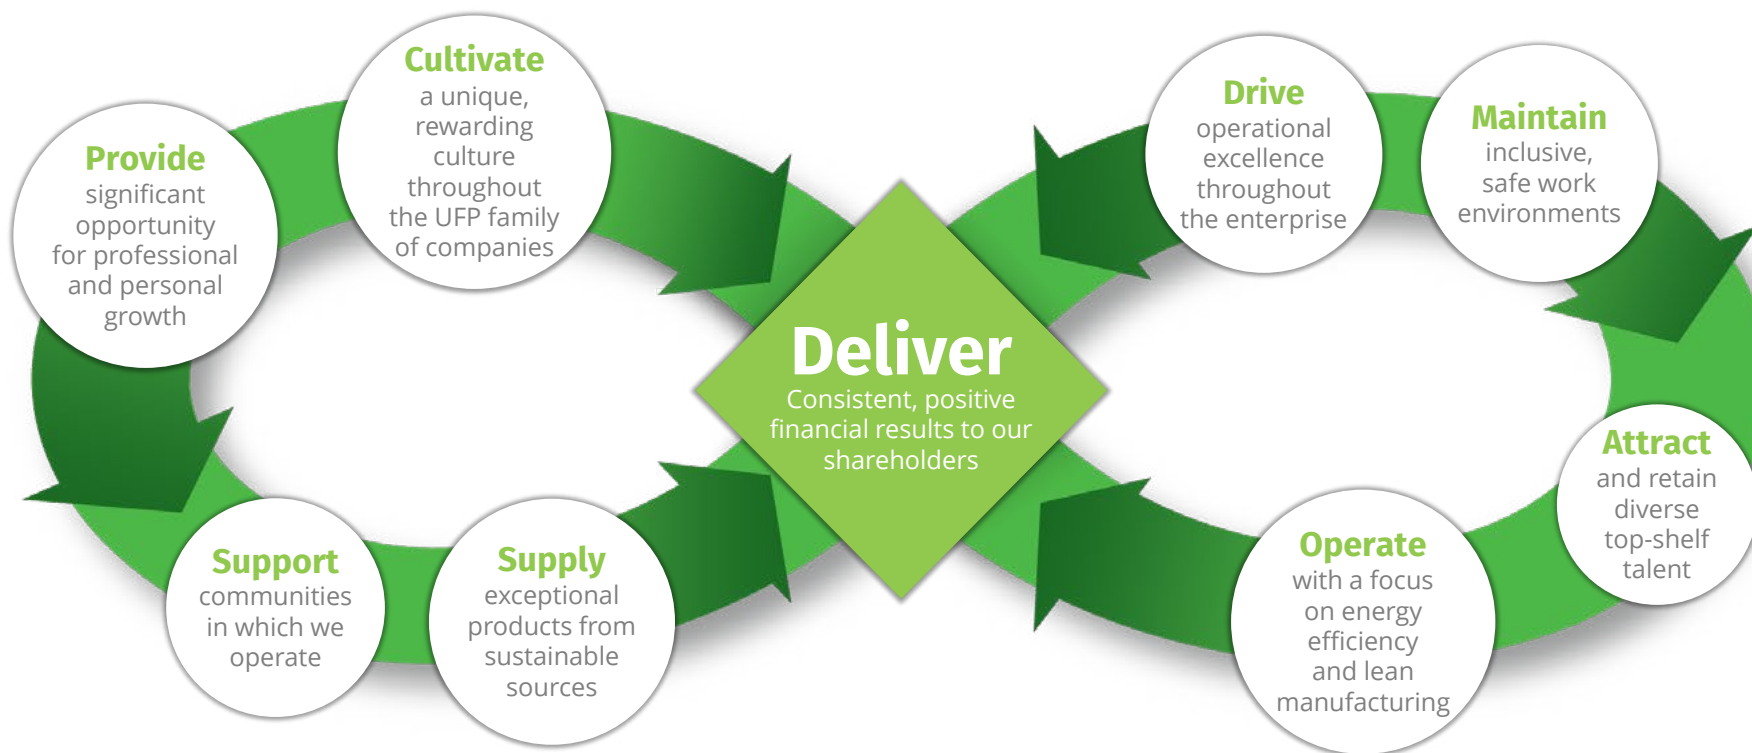 Cultivate
a unique,
rewarding
culture
throughout
the UFP family
of companies
Provide
significant
opportunity
for professional
and personal
growth
Support
communities
in which we
operate
Supply
exceptional
products from
sustainable
sources
Deliver
Consistent, positive
financial results to our
shareholders
Drive
operational
excellence
throughout
the enterprise
Maintain
inclusive,
safe work
environments
Attract
and retain
diverse
top-shelf
talent
Operate
with a focus
on energy
efficiency
and lean
manufacturing